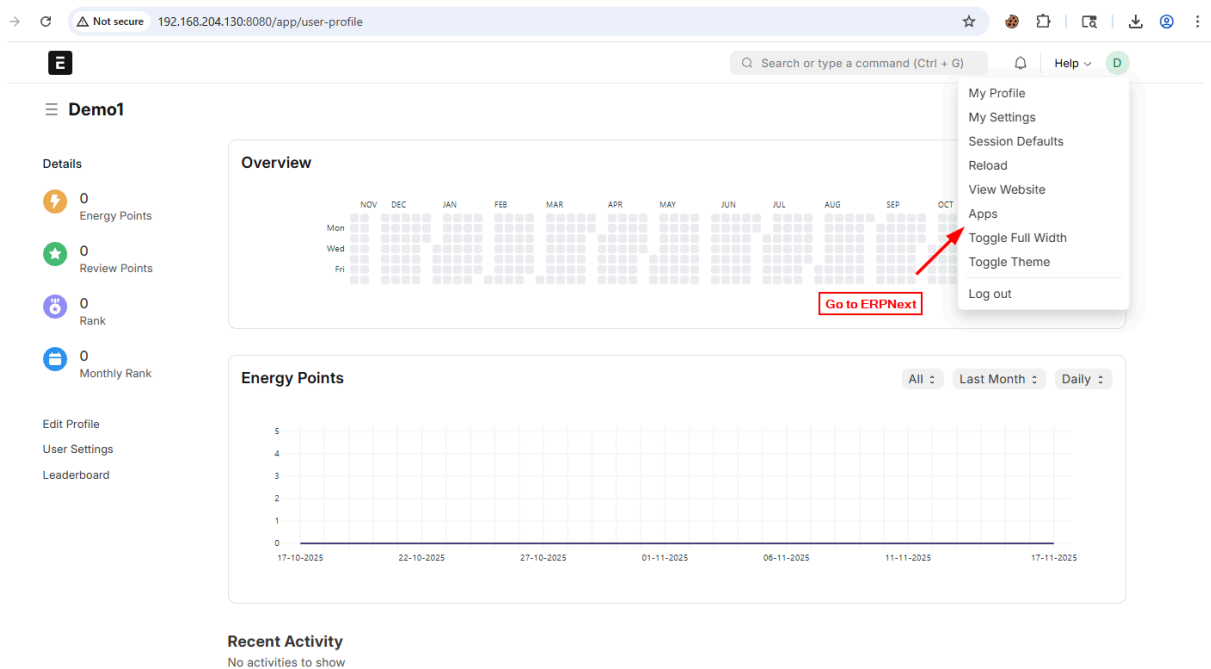 Not secure 192.168.204.130:8080/app/user-profile
E
Search or type a command (Ctrl + G)
Help
D
My Profile
My Settings
Session Defaults
Reload
View Website
Apps
Toggle Full Width
Toggle Theme
Log out
Demo1
Details
0
Energy Points
0
Review Points
0
Rank
0
Monthly Rank
Edit Profile
User Settings
Leaderboard
Overview
NOV DEC JAN FEB MAR APR MAY JUN JUL AUG SEP OCT
Mon
Wed
Fri
Go to ERPNext
Energy Points
All Last Month Daily
5
4
3
2
1
0
17-10-2025 22-10-2025 27-10-2025 01-11-2025 06-11-2025 11-11-2025 17-11-2025
Recent Activity
No activities to show